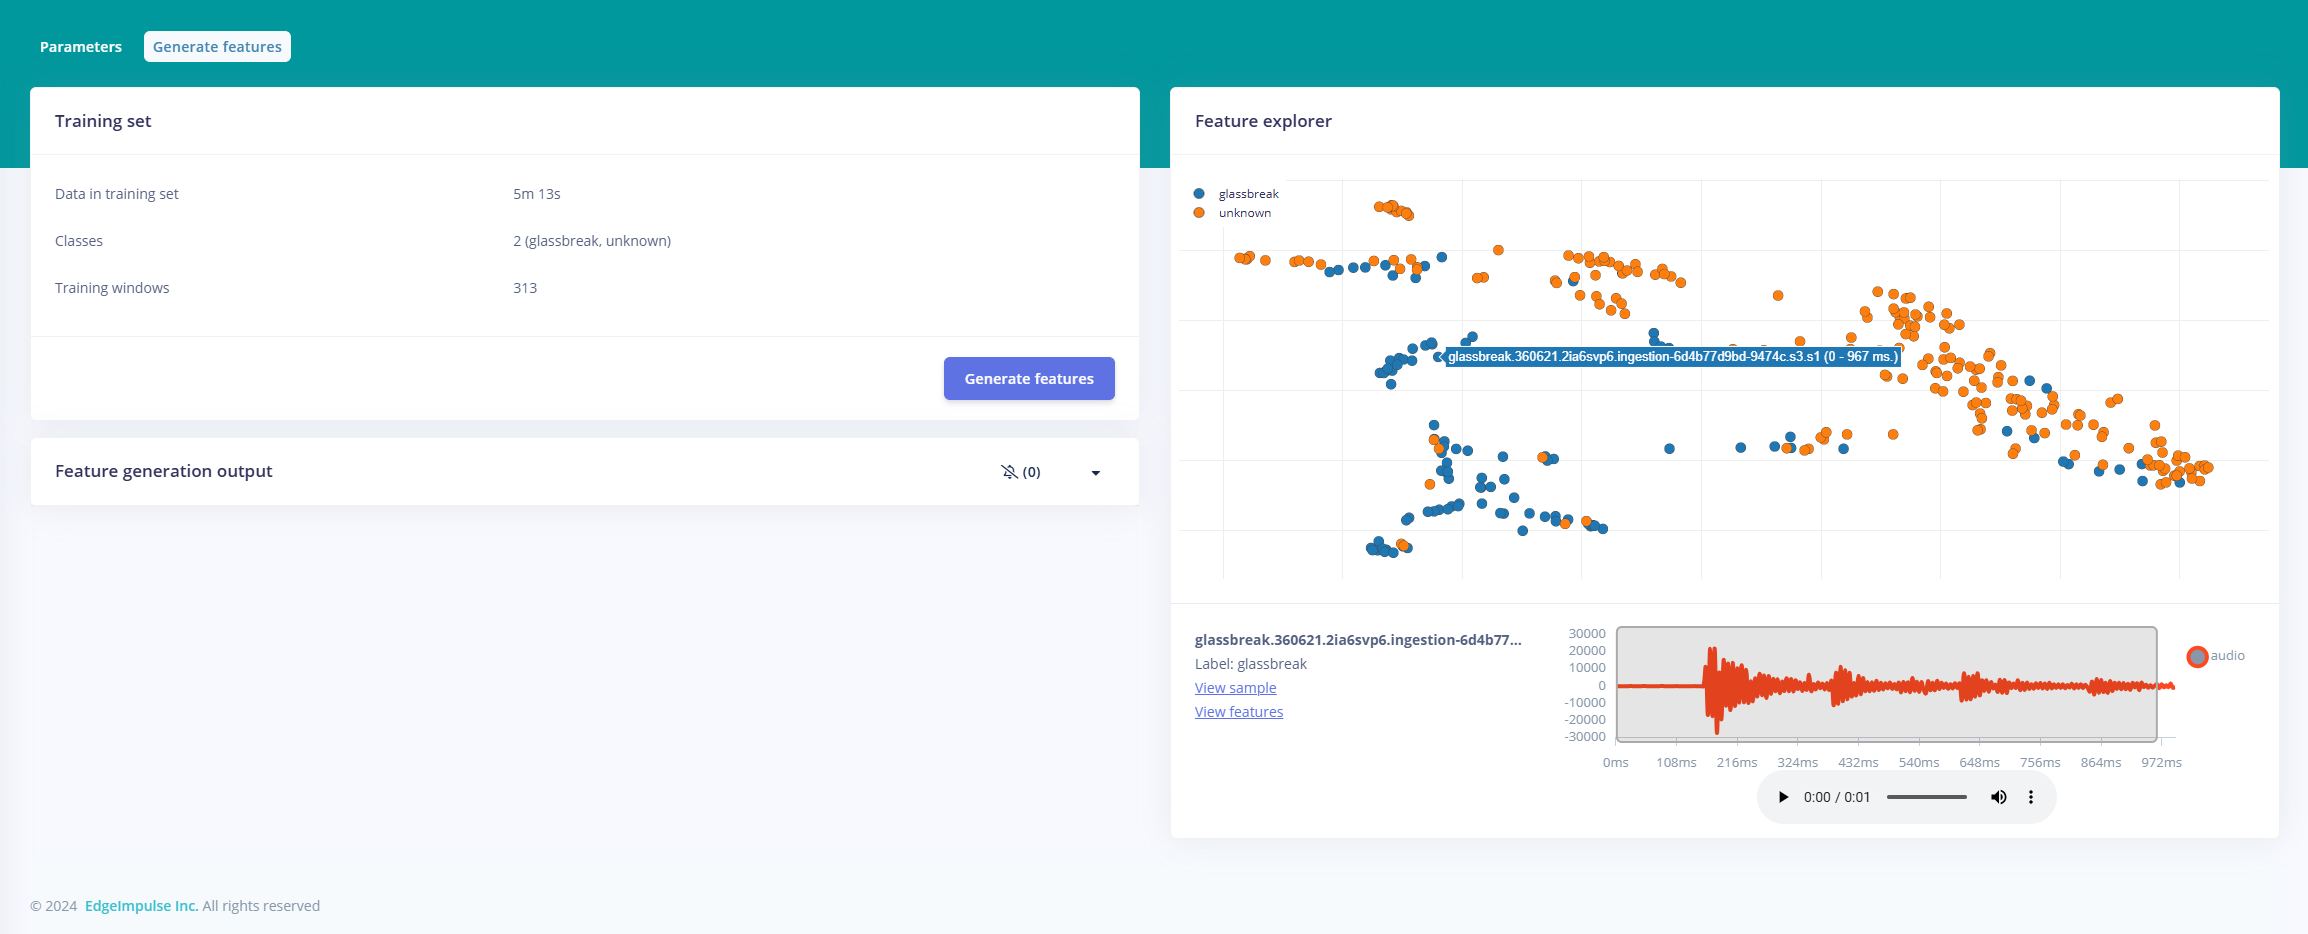 Parameters
Generate features
Training set
Data in training set
5m 13s
Classes
2 (glassbreak, unknown)
Training windows
313
Generate features
Feature generation output
(0)
Feature explorer
glassbreak
unknown
glassbreak.360621.2ia6svp6.ingestion-6d4b77d9bd-9474c.s3.s1 (0 - 967 ms.)
glassbreak.360621.2ia6svp6.ingestion-6d4b77...
Label: glassbreak
View sample
View features
30000
20000
10000
0
-10000
-20000
-30000
0ms 108ms 216ms 324ms 432ms 540ms 648ms 756ms 864ms 972ms
audio
0:00 / 0:01
© 2024 EdgeImpulse Inc. All rights reserved